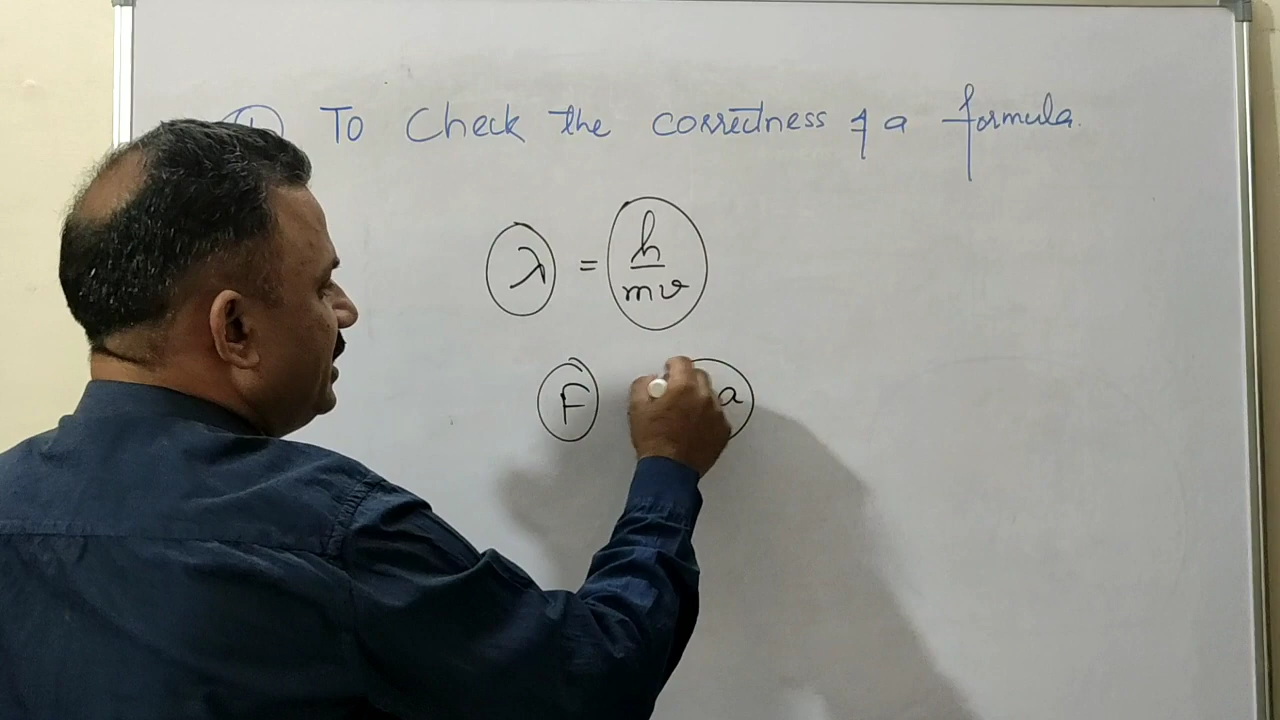 ① To Check the correctness of a formula.
λ = h/mv
F a